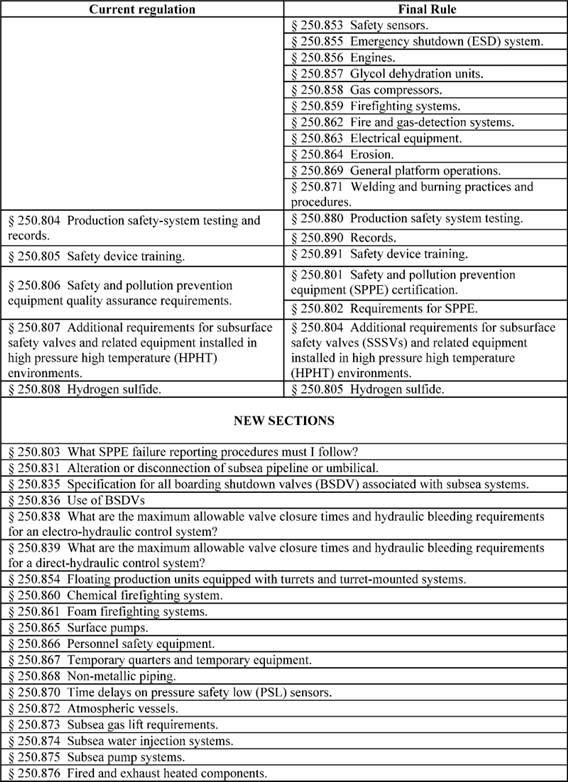 Current regulation
Final Rule
§ 250.853 Safety sensors.
§ 250.855 Emergency shutdown (ESD) system.
§ 250.856 Engines.
§ 250.857 Glycol dehydration units.
§ 250.858 Gas compressors.
§ 250.859 Firefighting systems.
§ 250.862 Fire and gas-detection systems.
§ 250.863 Electrical equipment.
§ 250.864 Erosion.
§ 250.869 General platform operations.
§ 250.871 Welding and burning practices and
procedures.
§ 250.804 Production safety-system testing and
records.
§ 250.880 Production safety system testing.
§ 250.890 Records.
§ 250.805 Safety device training.
§ 250.891 Safety device training.
§ 250.806 Safety and pollution prevention
equipment quality assurance requirements.
§ 250.801 Safety and pollution prevention
equipment (SPPE) certification.
§ 250.802 Requirements for SPPE.
§ 250.807 Additional requirements for subsurface
safety valves and related equipment installed in
high pressure high temperature (HPHT)
environments.
§ 250.804 Additional requirements for subsurface
safety valves (SSSVs) and related equipment
installed in high pressure high temperature
(HPHT) environments.
§ 250.808 Hydrogen sulfide.
§ 250.805 Hydrogen sulfide.
NEW SECTIONS
§ 250.803 What SPPE failure reporting procedures must I follow?
§ 250.831 Alteration or disconnection of subsea pipeline or umbilical.
§ 250.835 Specification for all boarding shutdown valves (BSDV) associated with subsea systems.
§ 250.836 Use of BSDVs
§ 250.838 What are the maximum allowable valve closure times and hydraulic bleeding requirements
for an electro-hydraulic control system?
§ 250.839 What are the maximum allowable valve closure times and hydraulic bleeding requirements
for a direct-hydraulic control system?
§ 250.854 Floating production units equipped with turrets and turret-mounted systems.
§ 250.860 Chemical firefighting system.
§ 250.861 Foam firefighting systems.
§ 250.865 Surface pumps.
§ 250.866 Personnel safety equipment.
§ 250.867 Temporary quarters and temporary equipment.
§ 250.868 Non-metallic piping.
§ 250.870 Time delays on pressure safety low (PSL) sensors.
§ 250.872 Atmospheric vessels.
§ 250.873 Subsea gas lift requirements.
§ 250.874 Subsea water injection systems.
§ 250.875 Subsea pump systems.
§ 250.876 Fired and exhaust heated components.